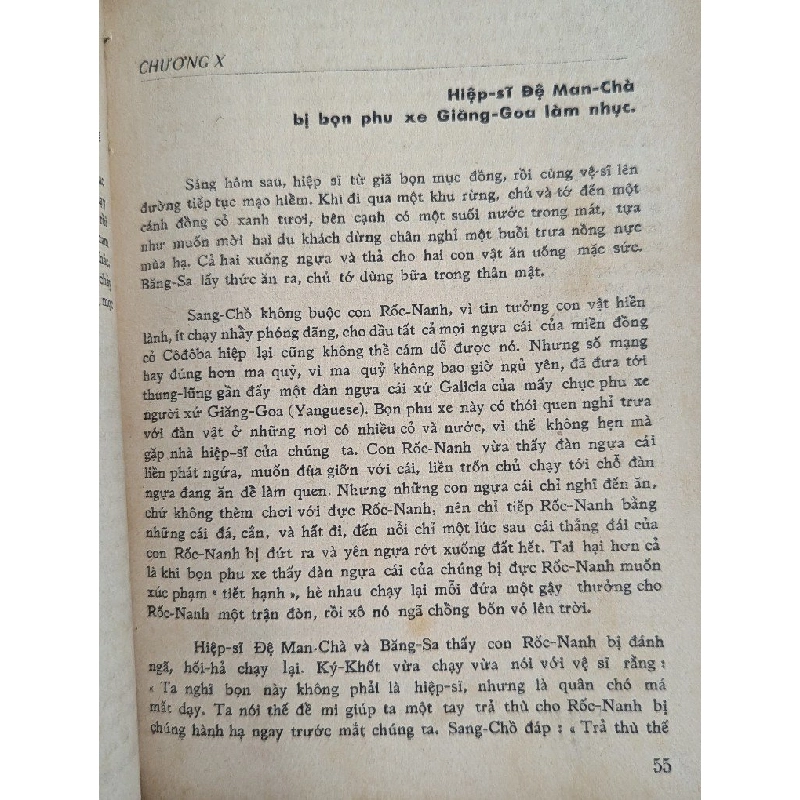 CHƯƠNG X
Hiệp-sĩ Đệ Man-Chà
bị bọn phu xe Giăng-Goa làm nhục.
Sáng hôm sau, hiệp sĩ từ giã bọn mục đồng, rồi cùng vệ-sĩ lên
đường tiếp tục mạo hiểm. Khi đi qua một khu rừng, chủ và tớ đến một
cánh đồng cỏ xanh tươi, bên cạnh có một suối nước trong mát, tựa
như muốn mời hai du khách dừng chân nghỉ một buổi trưa nồng nực
mùa hạ. Cả hai xuống ngựa và thả cho hai con vật ăn uống mặc sức.
Băng-Sa lấy thức ăn ra, chủ tớ dùng bữa trong thân mật.
Sang-Chồ không buộc con Rốc-Nanh, vì tin tưởng con vật hiền
lành, ít chạy nhảy phóng đãng, cho dầu tất cả mọi ngựa cái của miền đồng
cỏ Côđôba hiệp lại cũng không thể cám dỗ được nó. Nhưng số mạng
hay đúng hơn ma quỷ, vì ma quỷ không bao giờ ngủ yên, đã đưa tới
thung-lũng gần đấy một đàn ngựa cái xứ Galicia của mấy chục phu xe
người xứ Giăng-Goa (Yanguese). Bọn phu xe này có thói quen nghỉ trưa
với đàn vật ở những nơi có nhiều cỏ và nước, vì thế không hẹn mà
gặp nhà hiệp-sĩ của chúng ta. Con Rốc-Nanh vừa thấy đàn ngựa cái
liền phát ngứa, muốn đùa giỡn với cái, liền trốn chủ chạy tới chỗ đàn
ngựa đang ăn để làm quen. Nhưng những con ngựa cái chỉ nghĩ đến ăn,
chứ không thèm chơi với đực Rốc-Nanh, nên chỉ tiếp Rốc-Nanh bằng
những cái đá, cắn, và hất đi, đến nỗi chỉ một lúc sau cái thắng đái của
con Rốc-Nanh bị đứt ra và yên ngựa rớt xuống đất hết. Tai hại hơn cả
là khi bọn phu xe thấy đàn ngựa cái của chúng bị đực Rốc-Nanh muốn
xúc phạm « tiết hạnh », hè nhau chạy lại mỗi đứa một gậy thưởng cho
Rốc-Nanh một trận đòn, rồi xô nó ngã chồng bốn vó lên trời.
Hiệp-sĩ Đệ Man-Chà và Băng-Sa thấy con Rốc-Nanh bị đánh
ngã, hối-hả chạy lại. Ký-Khốt vừa chạy vừa nói với vệ sĩ rằng :
« Ta nghĩ bọn này không phải là hiệp-sĩ, nhưng là quân chó má
mất dạy. Ta nói thế để mi giúp ta một tay trả thù cho Rốc-Nanh bị
chúng hành hạ ngay trước mắt chúng ta. Sang-Chồ đáp : « Trả thù thế
55